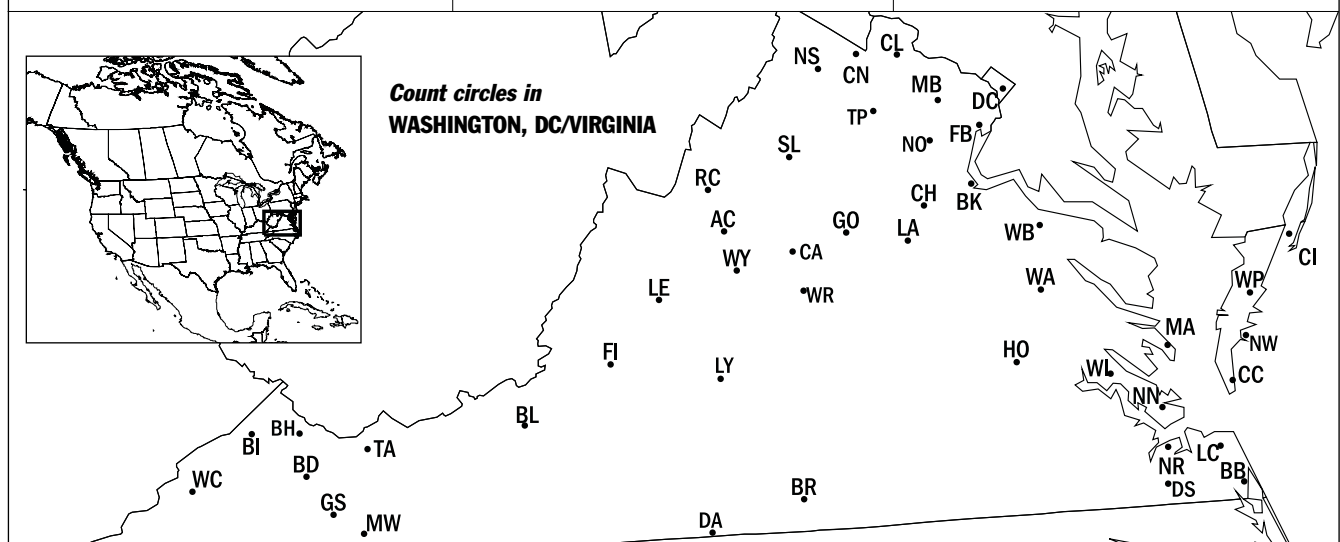 Count circles in
WASHINGTON, DC/VIRGINIA
NS
CN
CL
MB
DC
TP
FB
NO
SL
RC
CH
BK
AC
GO
LA
WB
CI
WY
CA
WP
LE
WR
WA
MA
NW
FI
LY
HO
WI
CC
NN
BL
BH
BI
TA
BD
WC
GS
MW
BR
DA
NR
LC
BB
DS